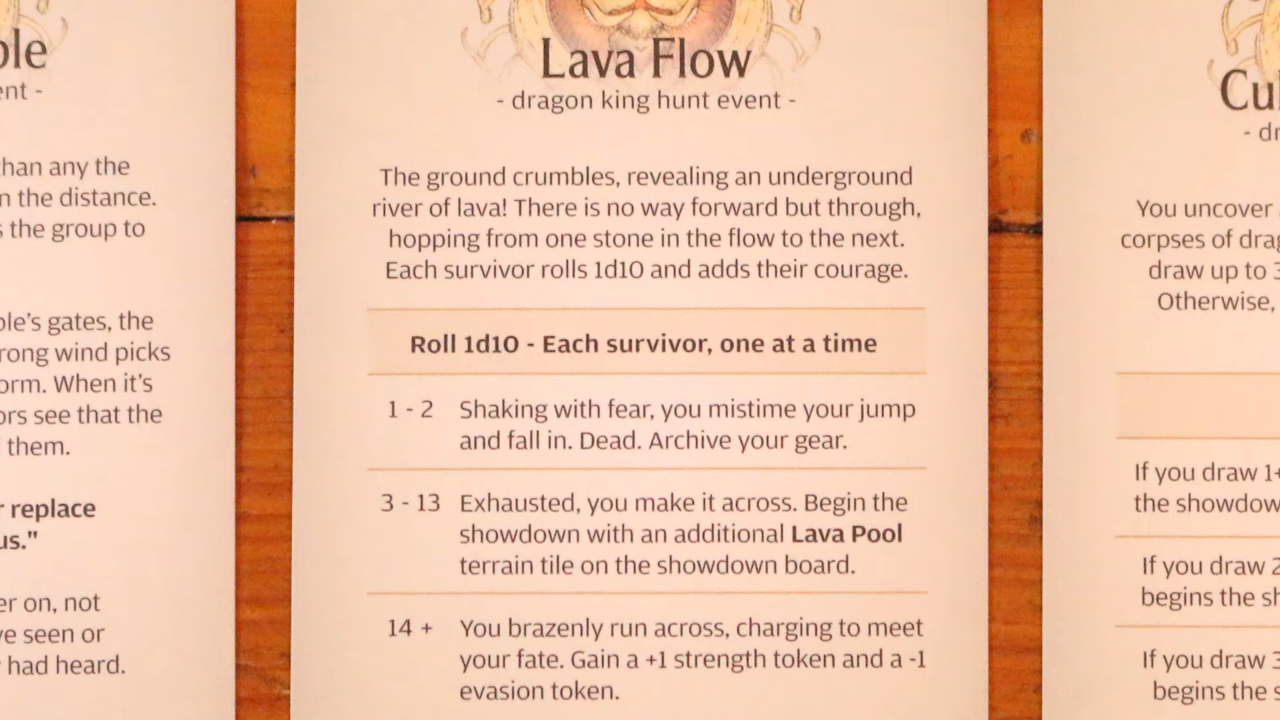 ent -
than any the
n the distance.
s the group to
ble's gates, the
rong wind picks
orm. When it's
ors see that the
them.
r replace
us."
er on, not
ve seen or
had heard.
Lava Flow
- dragon king hunt event -
The ground crumbles, revealing an underground
river of lava! There is no way forward but through,
hopping from one stone in the flow to the next.
Each survivor rolls 1d10 and adds their courage.
Roll 1d10 - Each survivor, one at a time
1 - 2 Shaking with fear, you mistime your jump
and fall in. Dead. Archive your gear.
3 - 13 Exhausted, you make it across. Begin the
showdown with an additional Lava Pool
terrain tile on the showdown board.
14 + You brazenly run across, charging to meet
your fate. Gain a +1 strength token and a -1
evasion token.
Cul
- dr
You uncover
corpses of drag
draw up to 3
Otherwise,
If you draw 1+
the showdow
If you draw 2
begins the sh
If you draw 3
begins the s